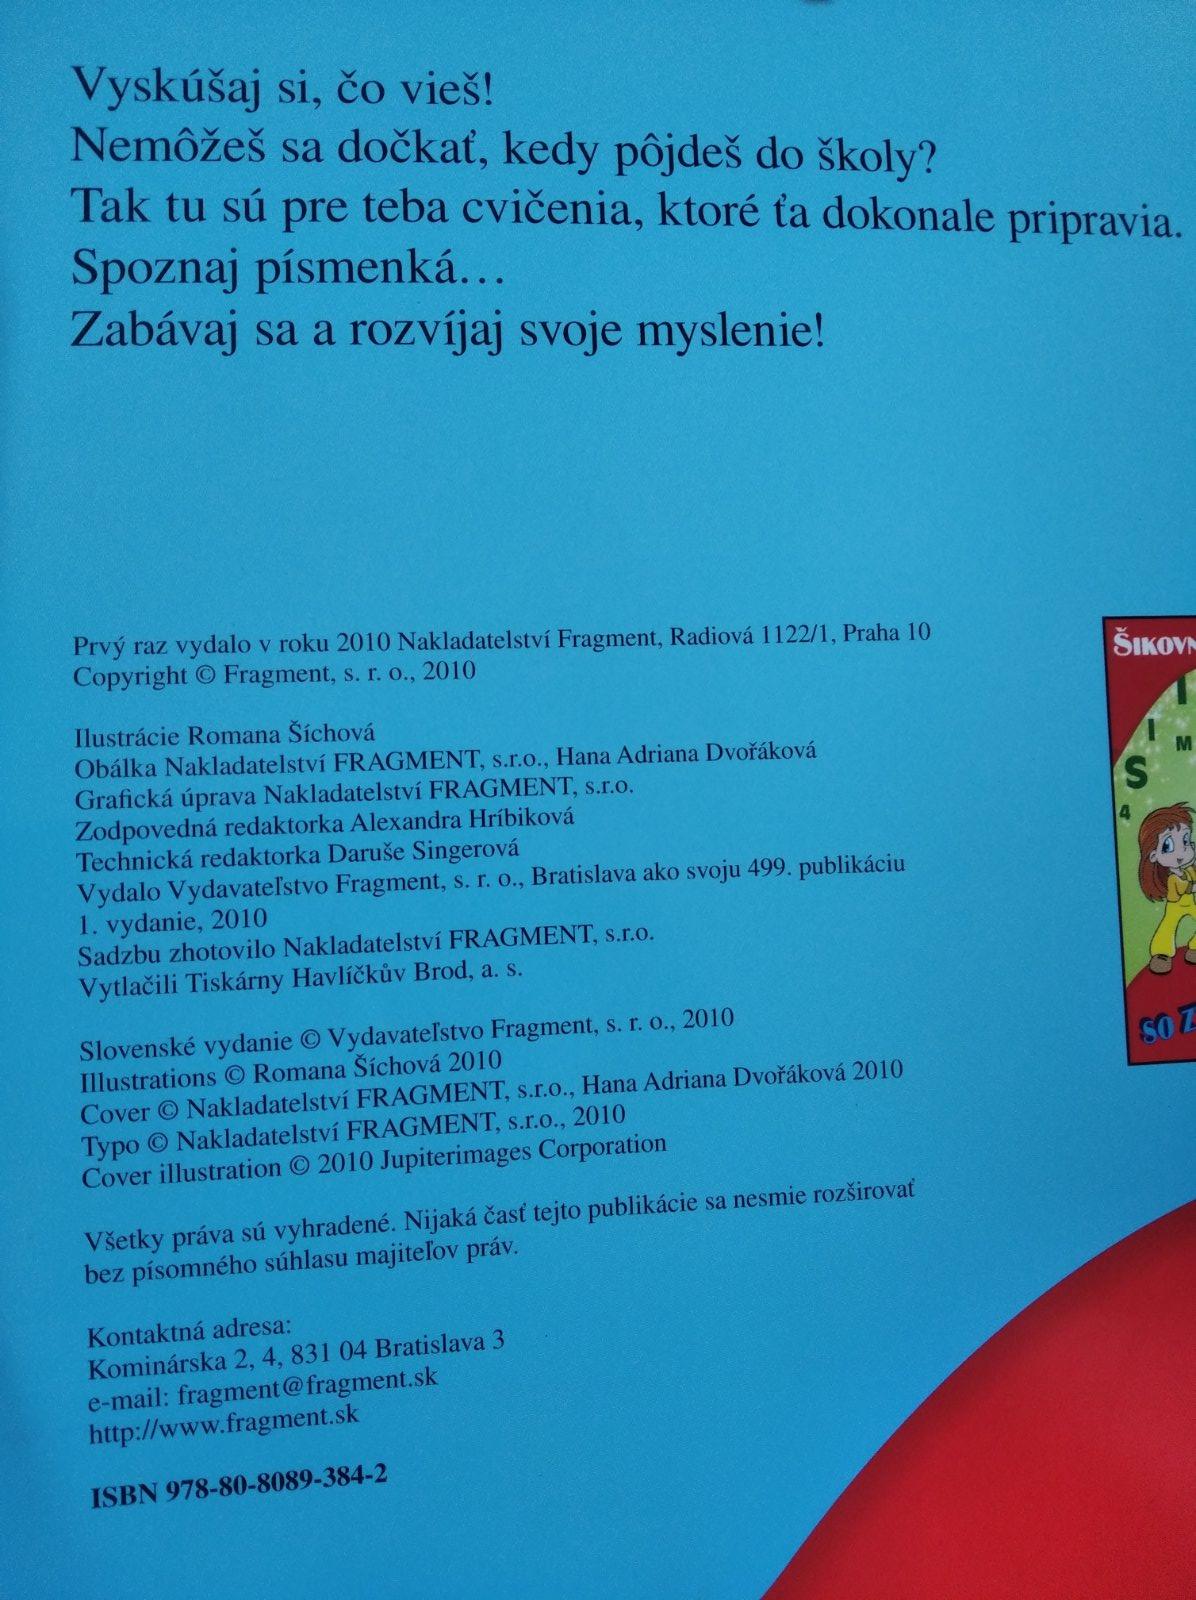 Vyskúšaj si, čo vieš!
Nemôžeš sa dočkať, kedy pôjdeš do školy?
Tak tu sú pre teba cvičenia, ktoré ťa dokonale pripravia.
Spoznaj písmenká…
Zabávaj sa a rozvíjaj svoje myslenie!
Prvý raz vydalo v roku 2010 Nakladatelství Fragment, Radiová 1122/1, Praha 10
Copyright © Fragment, s. r. o., 2010
Ilustrácie Romana Šíchová
Obálka Nakladatelství FRAGMENT, s.r.o., Hana Adriana Dvořáková
Grafická úprava Nakladatelství FRAGMENT, s.r.o.
Zodpovedná redaktorka Alexandra Hríbiková
Technická redaktorka Daruše Singerová
Vydalo Vydavateľstvo Fragment, s. r. o., Bratislava ako svoju 499. publikáciu
1. vydanie, 2010
Sadzbu zhotovilo Nakladatelství FRAGMENT, s.r.o.
Vytlačili Tiskárny Havlíčkův Brod, a. s.
Slovenské vydanie © Vydavateľstvo Fragment, s. r. o., 2010
Illustrations © Romana Šíchová 2010
Cover © Nakladatelství FRAGMENT, s.r.o., Hana Adriana Dvořáková 2010
Typo © Nakladatelství FRAGMENT, s.r.o., 2010
Cover illustration © 2010 Jupiterimages Corporation
Všetky práva sú vyhradené. Nijaká časť tejto publikácie sa nesmie rozširovať
bez písomného súhlasu majiteľov práv.
Kontaktná adresa:
Kominárska 2, 4, 831 04 Bratislava 3
e-mail: fragment@fragment.sk
http://www.fragment.sk
ISBN 978-80-8089-384-2
ŠIKOVN
I
I M
S
4
SO Z